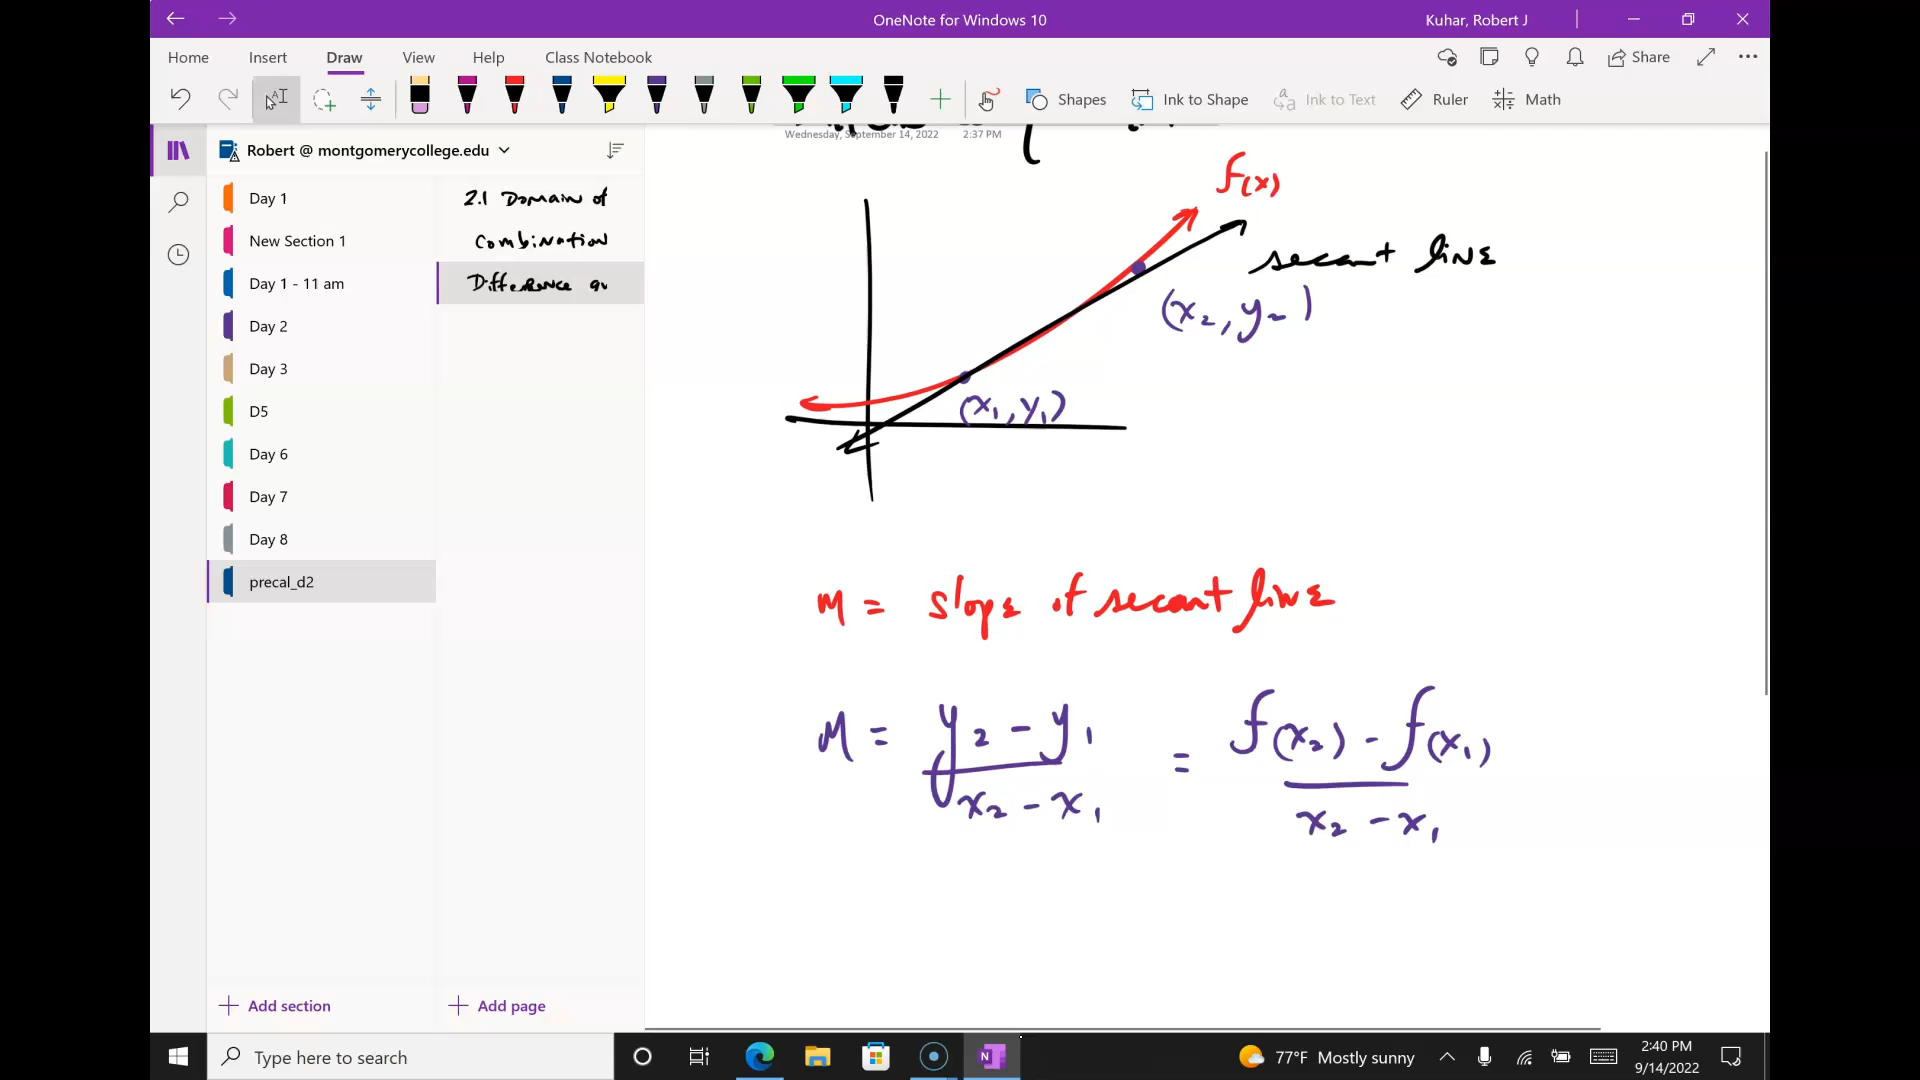 OneNote for Windows 10
Kuhar, Robert J
Home Insert Draw View Help Class Notebook
Share
Shapes Ink to Shape Ink to Text Ruler Math
Robert @ montgomerycollege.edu
Day 1
New Section 1
Day 1 - 11 am
Day 2
Day 3
D5
Day 6
Day 7
Day 8
precal_d2
Add section
2.1 Domain of
Combination
Difference qu
Add page
Wednesday, September 14, 2022 2:37 PM
f(x)
secant line
(x₂, y₂)
(x₁, y₁)
m = slope of secant line
M = y₂ - y₁ = f(x₂) - f(x₁)
x₂ - x₁ x₂ - x₁
Type here to search
N
77°F Mostly sunny
2:40 PM
9/14/2022